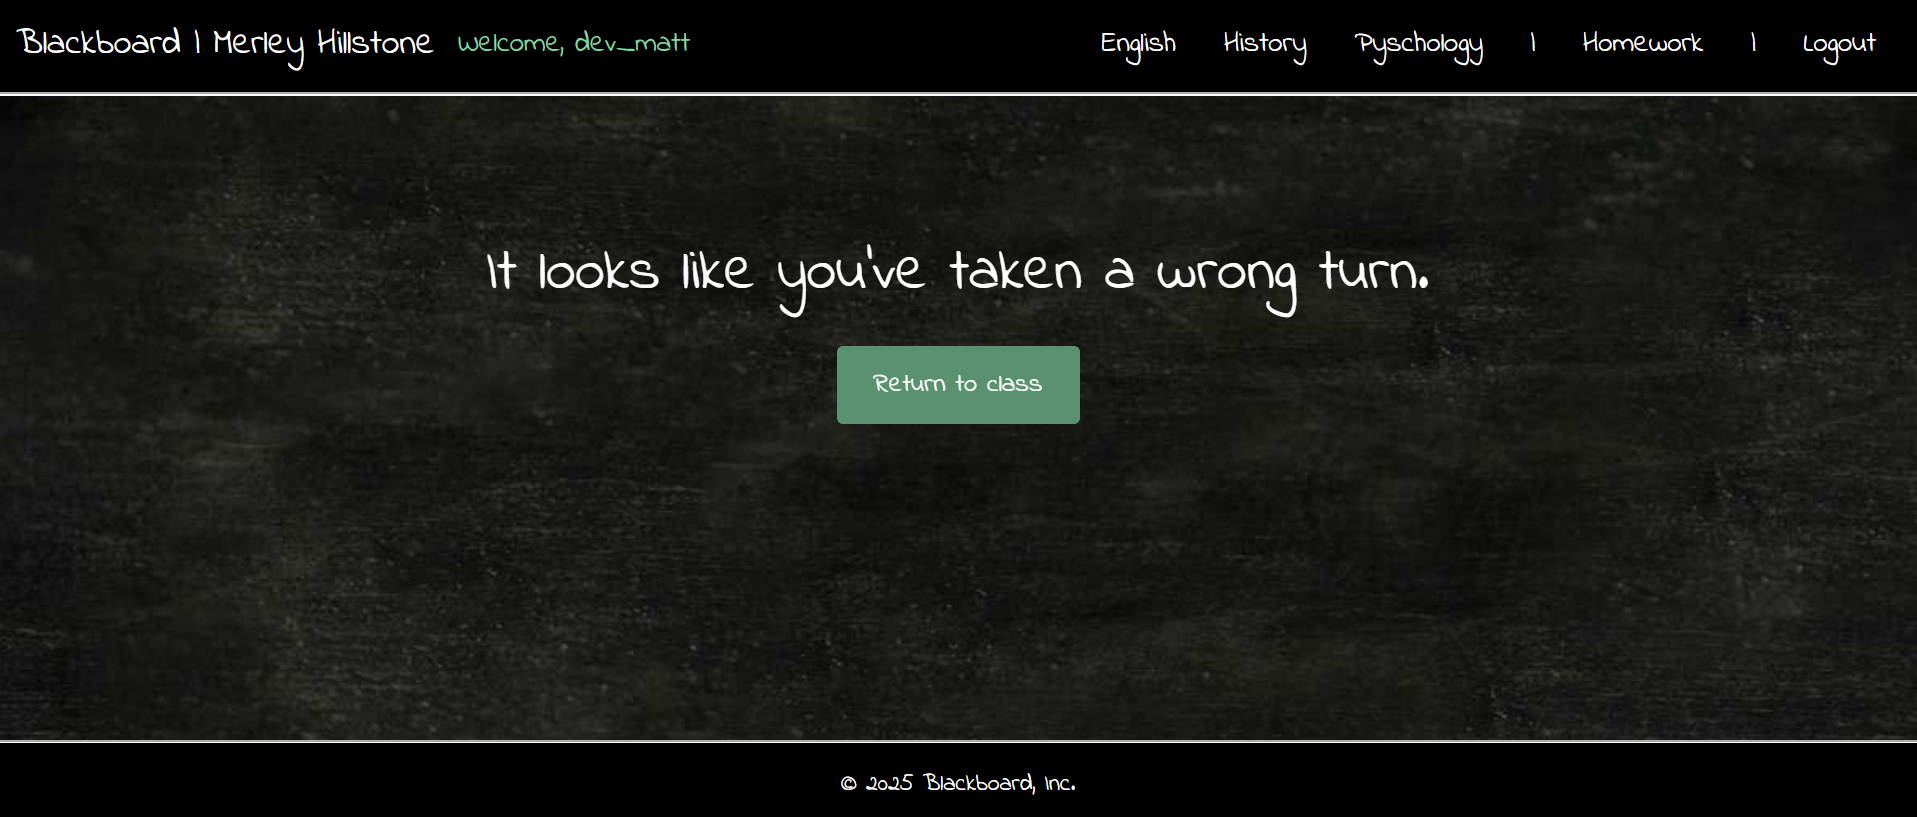 Blackboard | Merley Hillstone Welcome, dev_matt English History Pyschology | Homework | Logout
It looks like you've taken a wrong turn.
Return to class
© 2025 Blackboard, Inc.